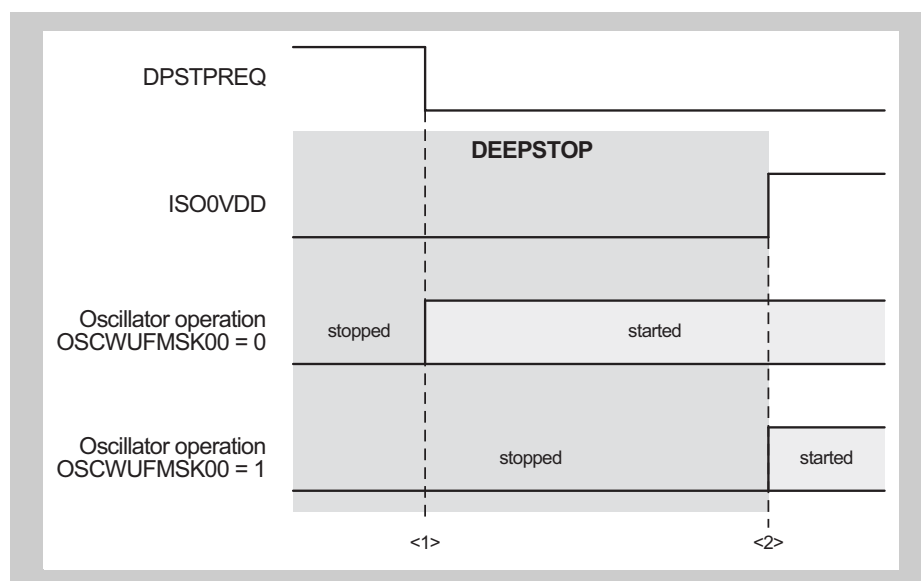 DPSTPREQ
DEEPSTOP
ISO0VDD
Oscillator operation
OSCWUFMSK00 = 0
stopped
started
Oscillator operation
OSCWUFMSK00 = 1
stopped
started
<1>
<2>